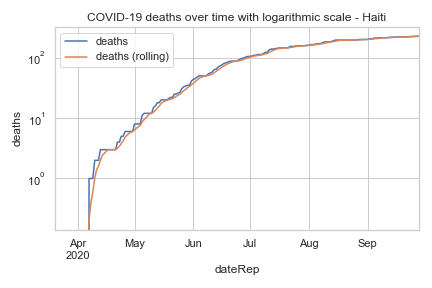 COVID-19 deaths over time with logarithmic scale - Haiti
deaths
deaths (rolling)
deaths
10²
10¹
10⁰
Apr
2020
May
Jun
Jul
Aug
Sep
dateRep